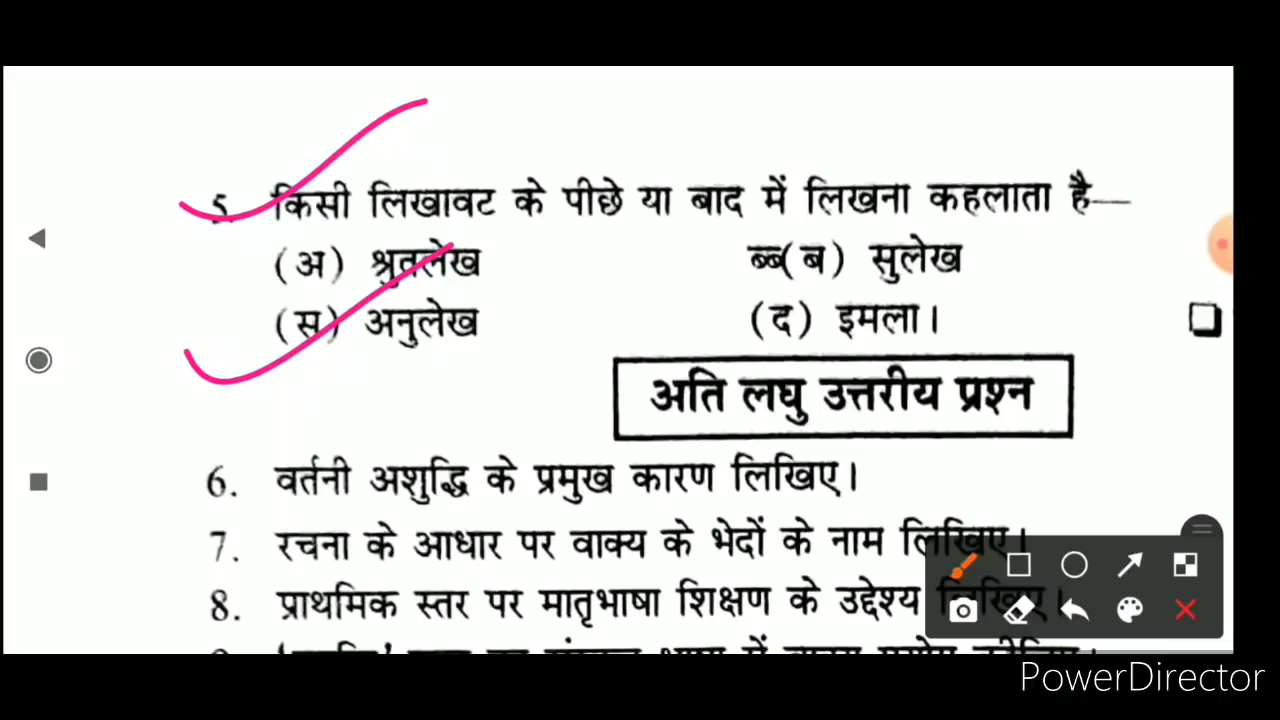 5. किसी लिखावट के पीछे या बाद में लिखना कहलाता है—
(अ) श्रुतलेख ब्ब(ब) सुलेख
(स) अनुलेख (द) इमला।
अति लघु उत्तरीय प्रश्न
6. वर्तनी अशुद्धि के प्रमुख कारण लिखिए।
7. रचना के आधार पर वाक्य के भेदों के नाम लिखिए।
8. प्राथमिक स्तर पर मातृभाषा शिक्षण के उद्देश्य लिखिए।
PowerDirector